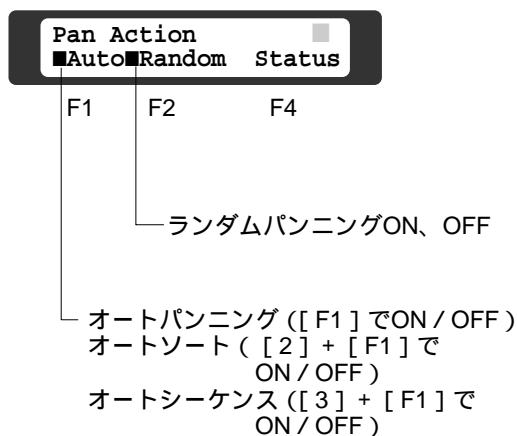 Pan Action
■Auto■Random Status
F1 F2 F4
ランダムパンニングON、OFF
オートパンニング ([ F1 ] でON / OFF )
オートソート ( [ 2 ] + [ F1 ] で
ON / OFF )
オートシーケンス ([ 3 ] + [ F1 ] で
ON / OFF )